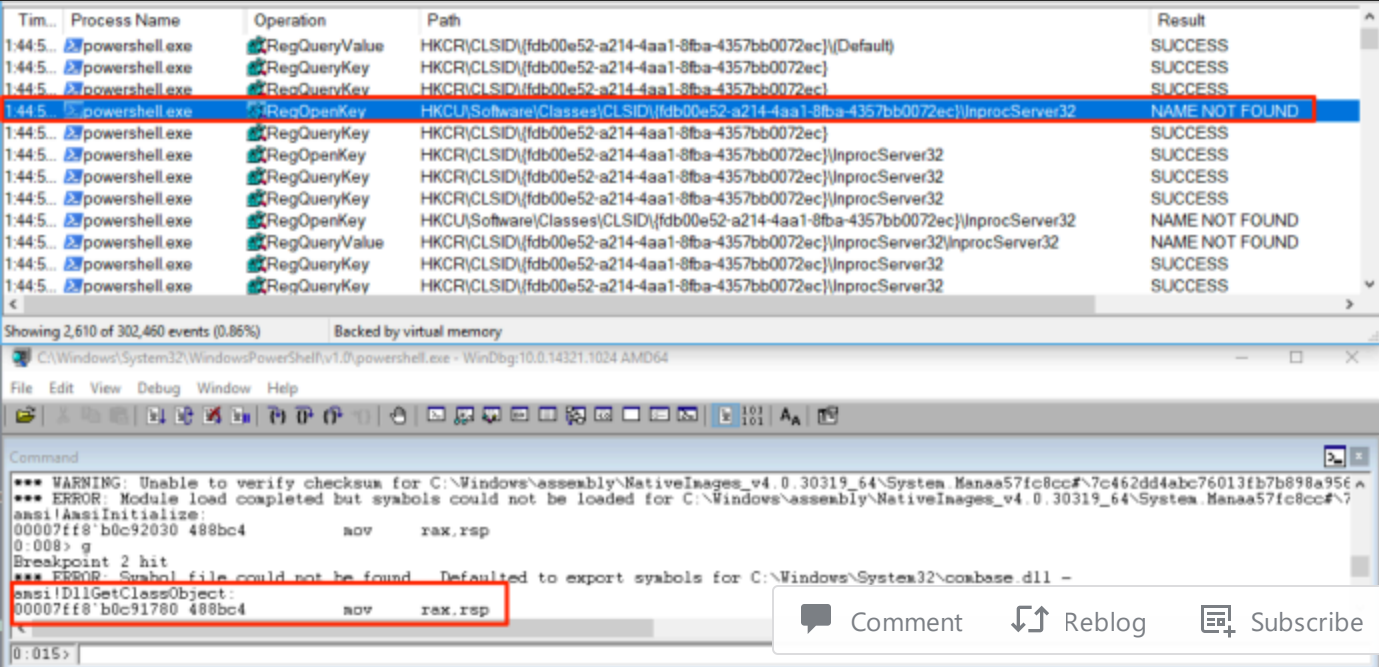 Tim... Process Name Operation Path Result
1:44:5... powershell.exe RegQueryValue HKCR\CLSID\{fdb00e52-a214-4aa1-8fba-4357bb0072ec}\(Default) SUCCESS
1:44:5... powershell.exe RegQueryKey HKCR\CLSID\{fdb00e52-a214-4aa1-8fba-4357bb0072ec} SUCCESS
1:44:5... powershell.exe RegQueryKey HKCR\CLSID\{fdb00e52-a214-4aa1-8fba-4357bb0072ec} SUCCESS
1:44:5... powershell.exe RegOpenKey HKCU\Software\Classes\CLSID\{fdb00e52-a214-4aa1-8fba-4357bb0072ec}\InprocServer32 NAME NOT FOUND
1:44:5... powershell.exe RegQueryKey HKCR\CLSID\{fdb00e52-a214-4aa1-8fba-4357bb0072ec} SUCCESS
1:44:5... powershell.exe RegOpenKey HKCR\CLSID\{fdb00e52-a214-4aa1-8fba-4357bb0072ec}\InprocServer32 SUCCESS
1:44:5... powershell.exe RegQueryKey HKCR\CLSID\{fdb00e52-a214-4aa1-8fba-4357bb0072ec}\InprocServer32 SUCCESS
1:44:5... powershell.exe RegQueryKey HKCR\CLSID\{fdb00e52-a214-4aa1-8fba-4357bb0072ec}\InprocServer32 SUCCESS
1:44:5... powershell.exe RegOpenKey HKCU\Software\Classes\CLSID\{fdb00e52-a214-4aa1-8fba-4357bb0072ec}\InprocServer32 NAME NOT FOUND
1:44:5... powershell.exe RegQueryValue HKCR\CLSID\{fdb00e52-a214-4aa1-8fba-4357bb0072ec}\InprocServer32\InprocServer32 NAME NOT FOUND
1:44:5... powershell.exe RegQueryKey HKCR\CLSID\{fdb00e52-a214-4aa1-8fba-4357bb0072ec}\InprocServer32 SUCCESS
1:44:5... powershell.exe RegQueryKey HKCR\CLSID\{fdb00e52-a214-4aa1-8fba-4357bb0072ec}\InprocServer32 SUCCESS
Showing 2,610 of 302,460 events (0.86%) Backed by virtual memory
C:\Windows\System32\WindowsPowerShell\v1.0\powershell.exe - WinDbg:10.0.14321.1024 AMD64
File Edit View Debug Window Help
Command
*** WARNING: Unable to verify checksum for C:\Windows\assembly\NativeImages_v4.0.30319_64\System.Manaa57fc8cc#\7c462dd4abc76013fb7b898a956
*** ERROR: Module load completed but symbols could not be loaded for C:\Windows\assembly\NativeImages_v4.0.30319_64\System.Manaa57fc8cc#\7
amsi!AmsiInitialize:
00007ff8`b0c92030 488bc4 mov rax,rsp
0:008> g
Breakpoint 2 hit
*** ERROR: Symbol file could not be found. Defaulted to export symbols for C:\Windows\System32\combase.dll -
amsi!DllGetClassObject:
00007ff8`b0c91780 488bc4 mov rax,rsp
0:015>
Comment Reblog Subscribe